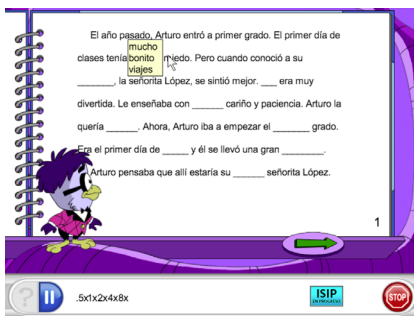 El año pasado, Arturo entró a primer grado. El primer día de
mucho
clases tenía bonito miedo. Pero cuando conoció a su
viajes
_______, la señorita López, se sintió mejor. ___ era muy
divertida. Le enseñaba con ______ cariño y paciencia. Arturo la
quería ______. Ahora, Arturo iba a empezar el _______ grado.
Era el primer día de _____ y él se llevó una gran ________.
Arturo pensaba que allí estaría su ______ señorita López.
1
? .5x1x2x4x8x ISIP STOP
EN PROGRESO